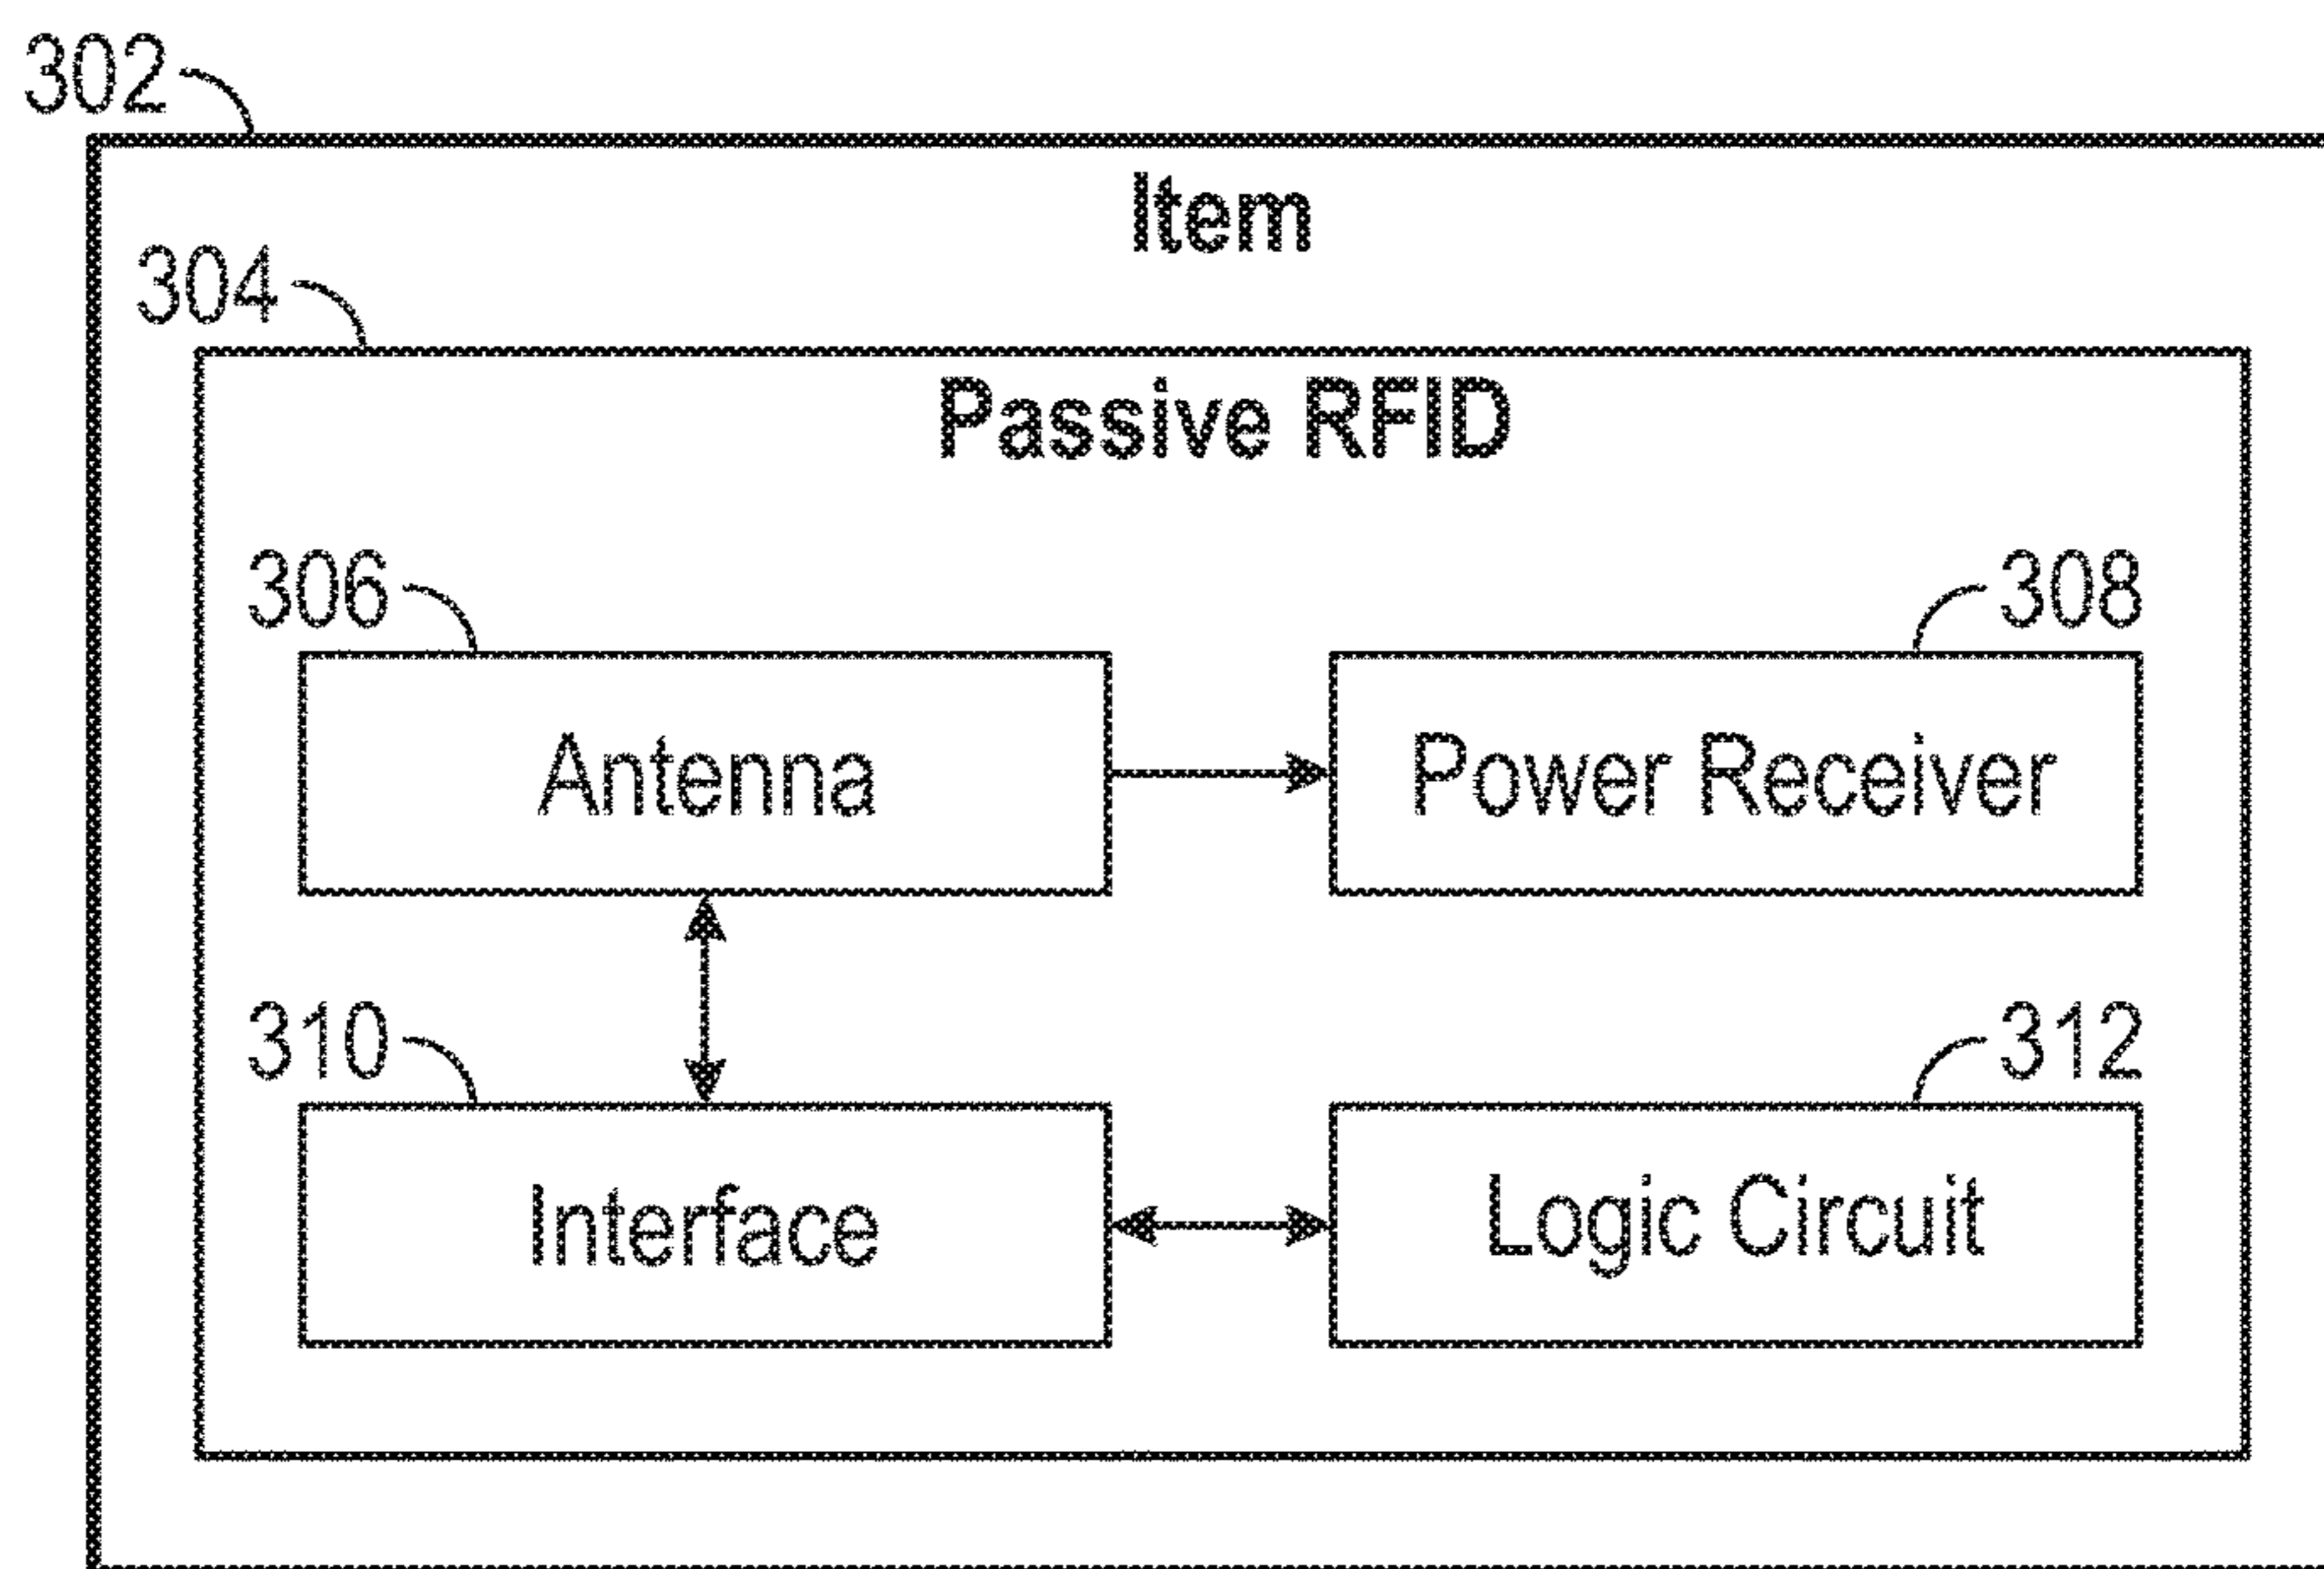 302
Item
304
Passive RFID
306
308
Antenna
Power Receiver
310
312
Interface
Logic Circuit